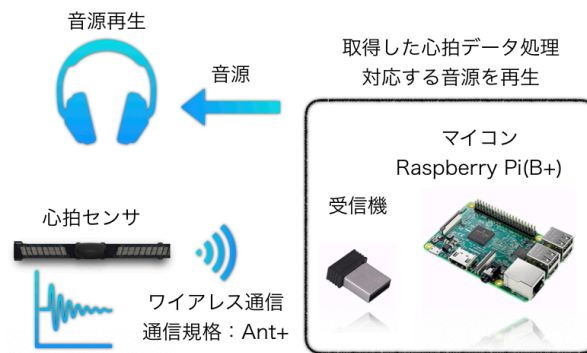 音源再生
音源
取得した心拍データ処理
対応する音源を再生
マイコン
Raspberry Pi(B+)
受信機
心拍センサ
ワイアレス通信
通信規格：Ant+